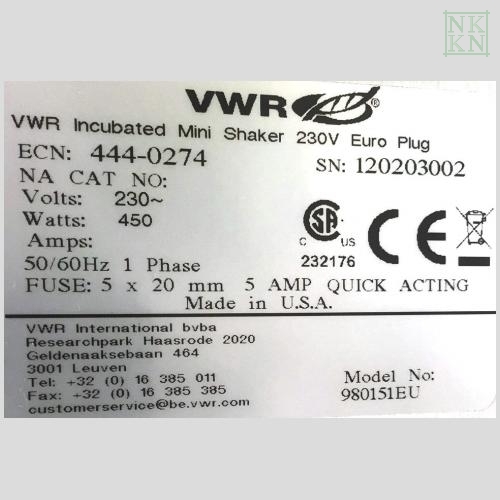 NK
KN
VWR®
VWR Incubated Mini Shaker 230V Euro Plug
ECN: 444-0274
SN: 120203002
NA CAT NO:
Volts: 230~
Watts: 450
Amps:
50/60Hz 1 Phase
FUSE: 5 x 20 mm 5 AMP QUICK ACTING
Made in U.S.A.
SA
C US
232176
CE
VWR International bvba
Researchpark Haasrode 2020
Geldenaaksebaan 464
3001 Leuven
Tel: +32 (0) 16 385 011
Fax: +32 (0) 16 385 385
customerservice@be.vwr.com
Model No:
980151EU